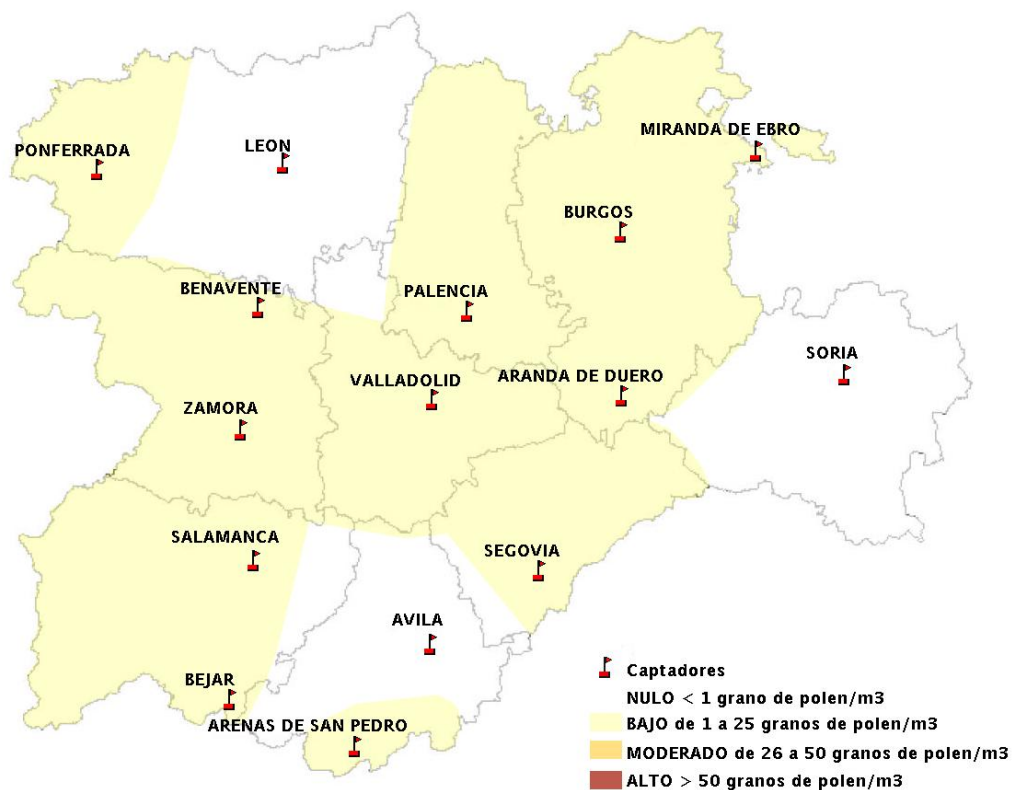 MIRANDA DE EBRO
PONFERRADA
LEON
BURGOS
BENAVENTE
PALENCIA
SORIA
VALLADOLID
ARANDA DE DUERO
ZAMORA
SALAMANCA
SEGOVIA
AVILA
BEJAR
ARENAS DE SAN PEDRO
Captadores
NULO < 1 grano de polen/m3
BAJO de 1 a 25 granos de polen/m3
MODERADO de 26 a 50 granos de polen/m3
ALTO > 50 granos de polen/m3